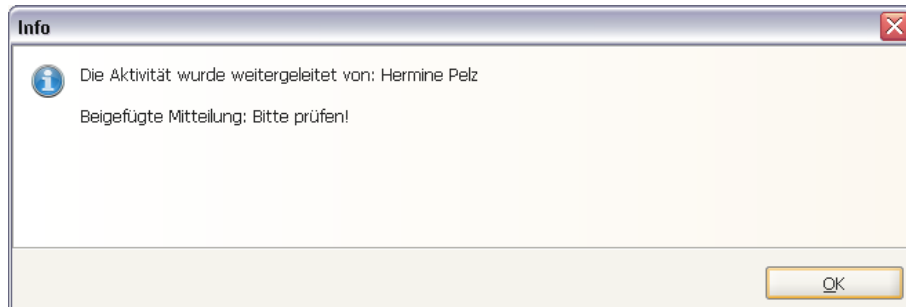 Info
Die Aktivität wurde weitergeleitet von: Hermine Pelz
Beigefügte Mitteilung: Bitte prüfen!
OK